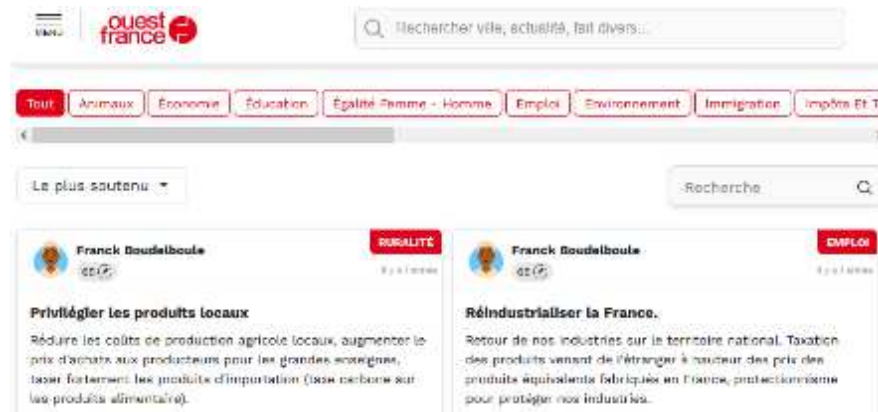 MENU
ouest
france
Rechercher ville, actualité, fait divers...
Tout Animaux Économie Éducation Égalité Femme - Homme Emploi Environnement Immigration Impôts Et T
Le plus soutenu
Recherche
Franck Boudelboule
RURALITÉ
Privilégier les produits locaux
Réduire les coûts de production agricole locaux, augmenter le
prix d'achats aux producteurs pour les grandes enseignes,
taxer fortement les produits d'importation (taxe carbone sur
les produits alimentaire).
Franck Boudelboule
EMPLOI
Réindustrialiser la France.
Retour de nos industries sur le territoire national. Taxation
des produits venant de l'étranger à hauteur des prix des
produits équivalents fabriqués en France, protectionnisme
pour protéger nos industries.